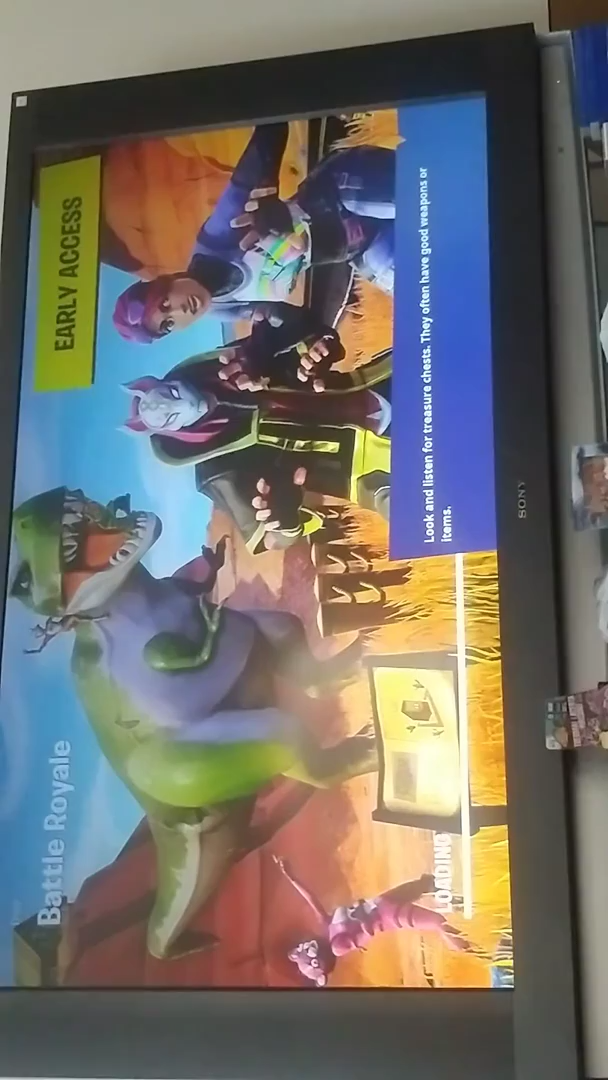 Battle Royale
EARLY ACCESS
LOADING
Look and listen for treasure chests. They often have good weapons or
items.
SONY